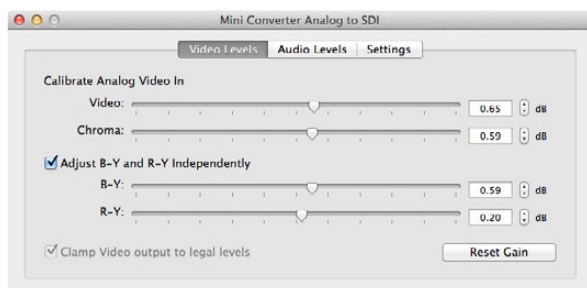 Mini Converter Analog to SDI
Video Levels Audio Levels Settings
Calibrate Analog Video In
Video: 0.65 dB
Chroma: 0.59 dB
Adjust B-Y and R-Y Independently
B-Y: 0.59 dB
R-Y: 0.20 dB
Clamp Video output to legal levels Reset Gain